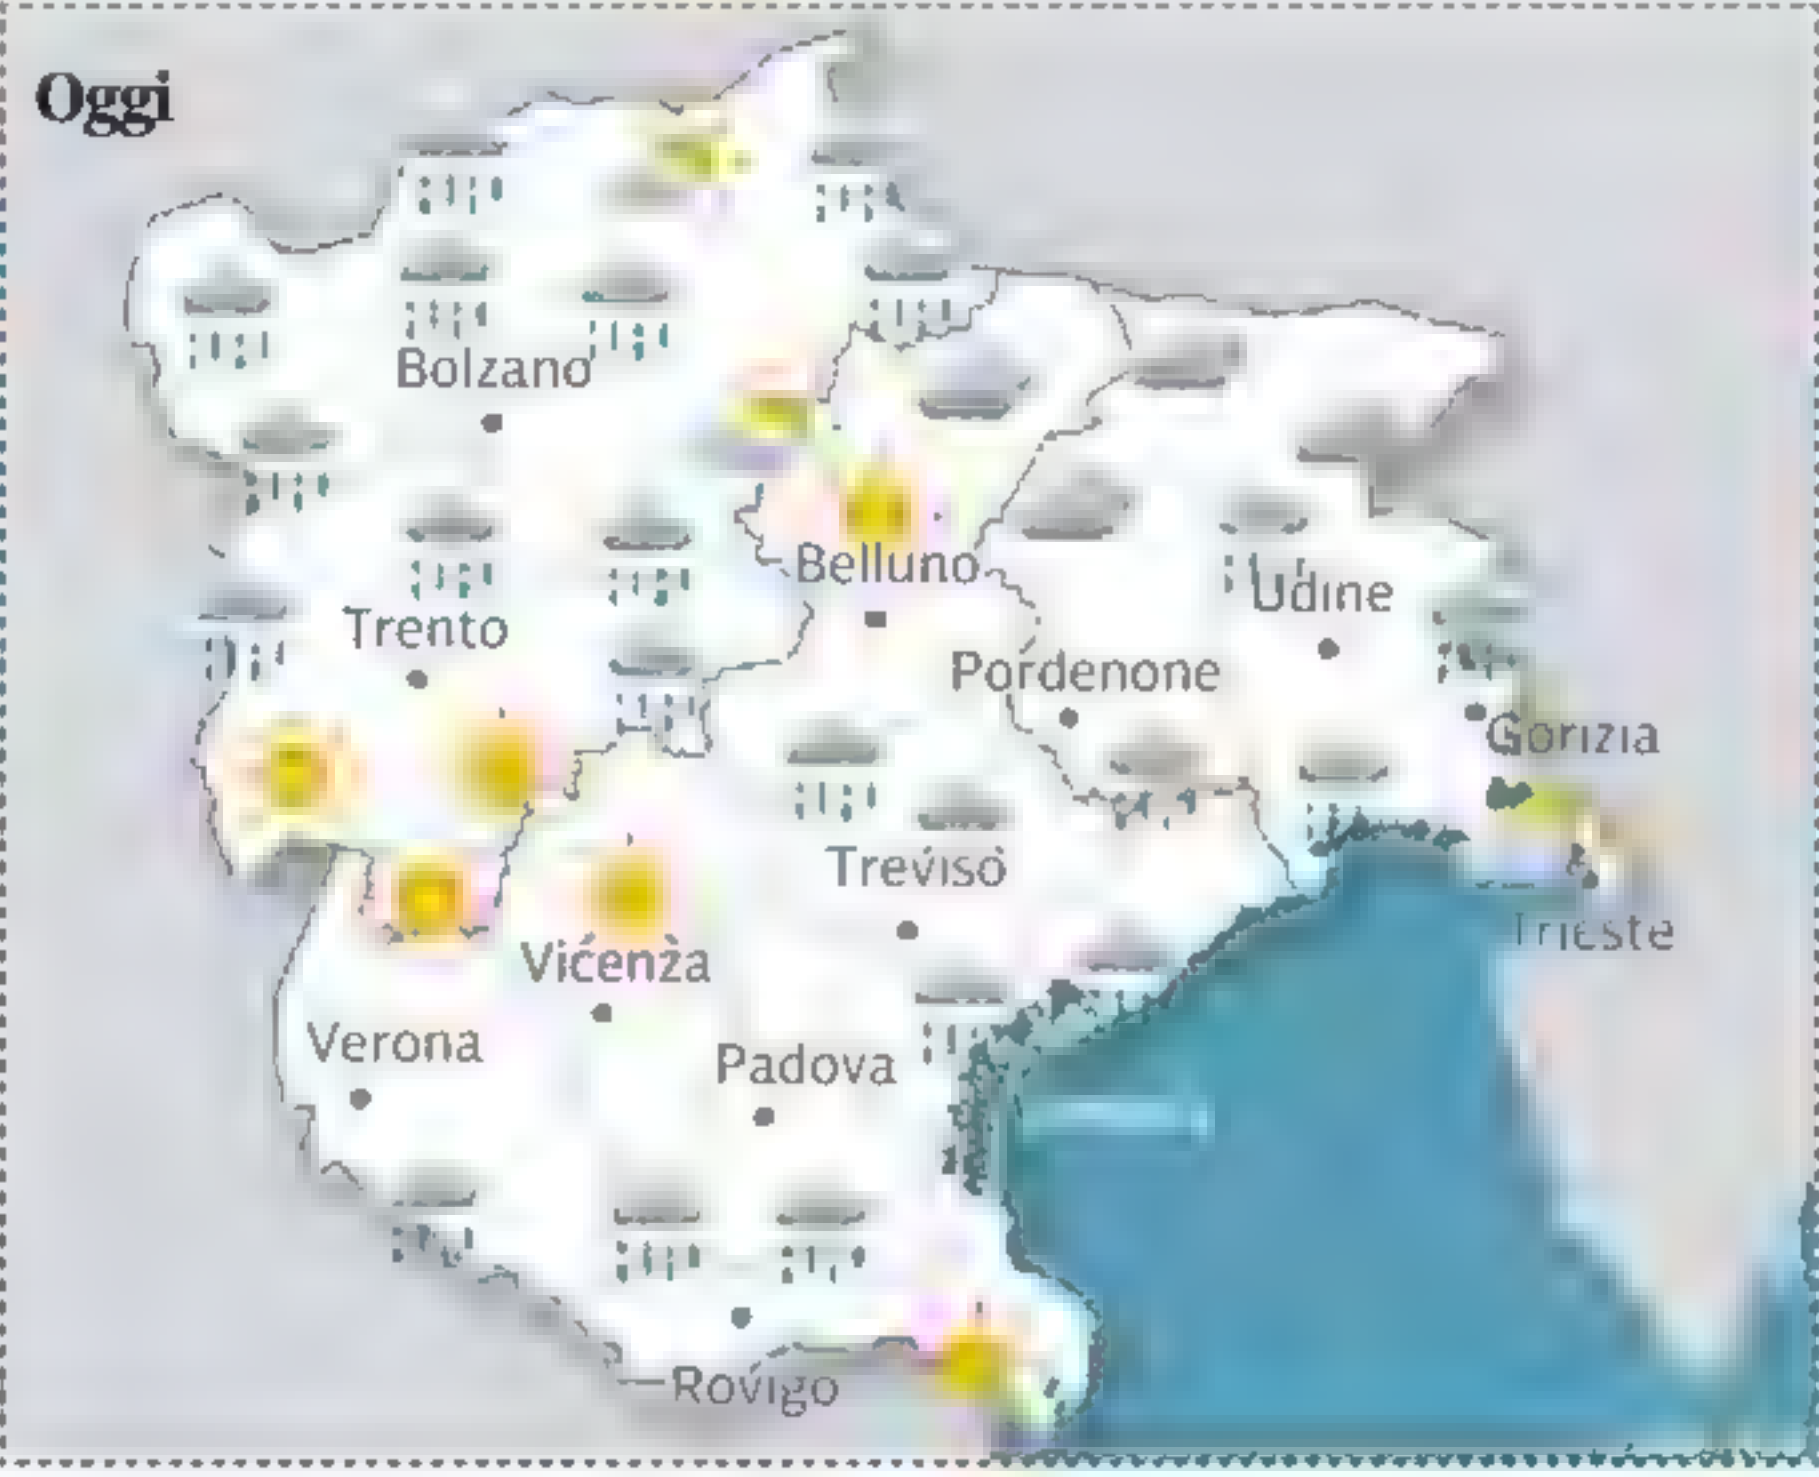 Oggi
Bolzano
Belluno
Udine
Trento
Pordenone
Gorizia
Treviso
Trieste
Vicenza
Verona
Padova
Rovigo